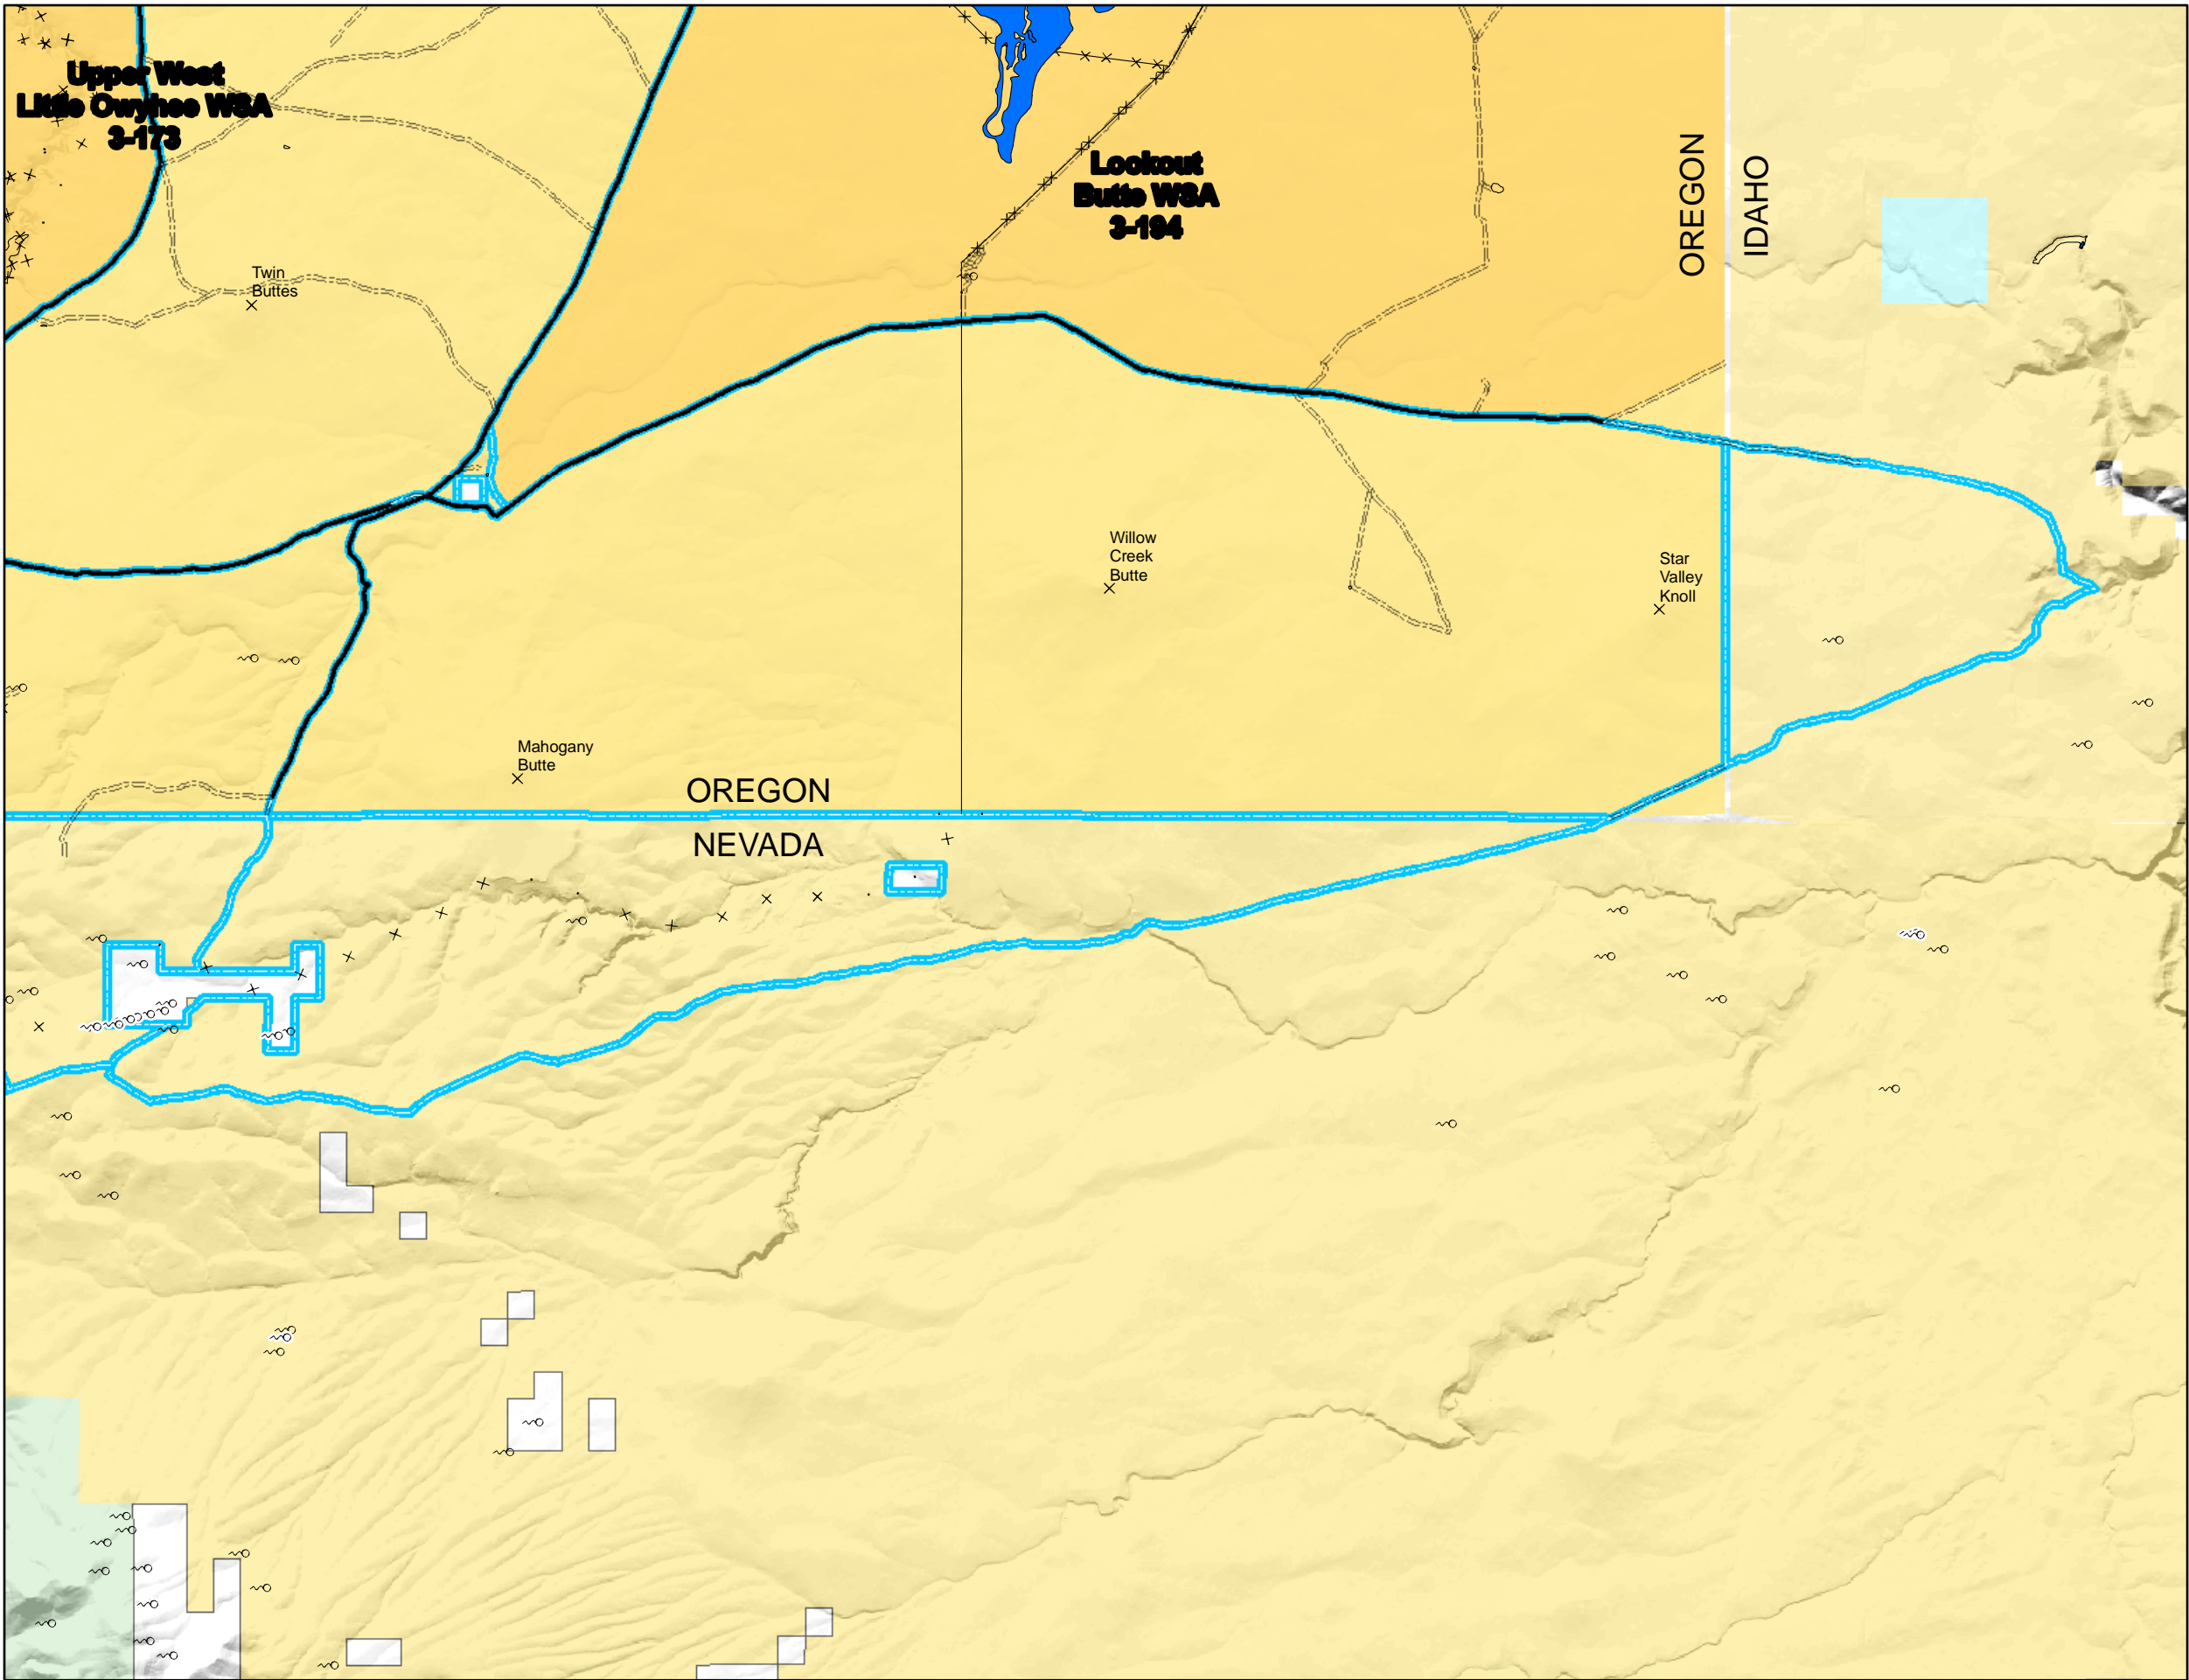 Upper West
Little Owyhee WSA
3-173
Lookout
Butte WSA
3-194
OREGON
IDAHO
Twin
Buttes
Willow
Creek
Butte
Star
Valley
Knoll
Mahogany
Butte
OREGON
NEVADA